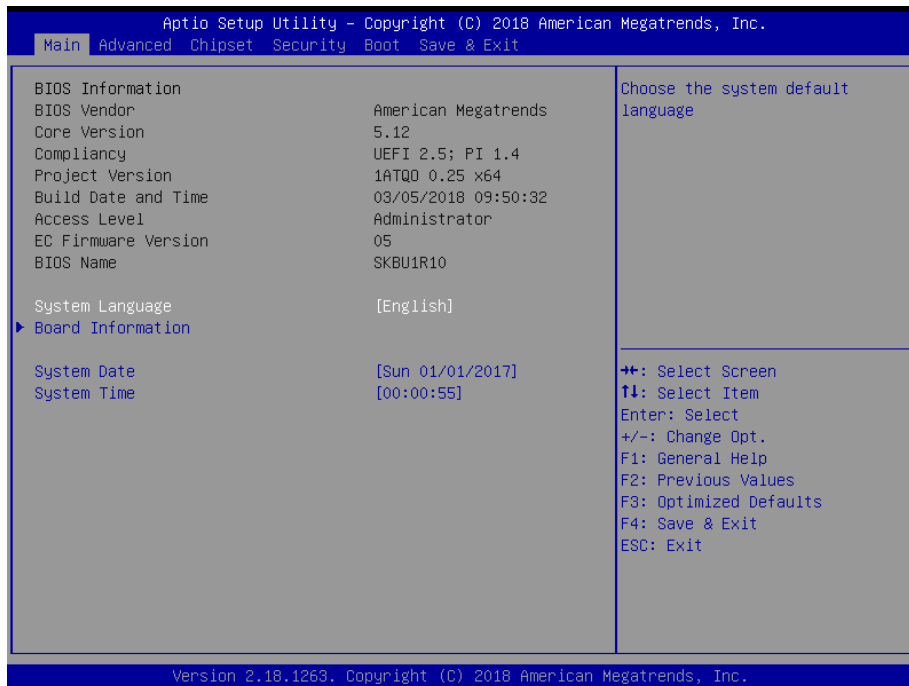 Aptio Setup Utility – Copyright (C) 2018 American Megatrends, Inc.
Main Advanced Chipset Security Boot Save & Exit
BIOS Information
BIOS Vendor American Megatrends
Core Version 5.12
Compliancy UEFI 2.5; PI 1.4
Project Version 1ATQO 0.25 x64
Build Date and Time 03/05/2018 09:50:32
Access Level Administrator
EC Firmware Version 05
BIOS Name SKBU1R10
System Language [English]
Board Information
System Date [Sun 01/01/2017]
System Time [00:00:55]
Choose the system default
language
→←: Select Screen
↑↓: Select Item
Enter: Select
+/-: Change Opt.
F1: General Help
F2: Previous Values
F3: Optimized Defaults
F4: Save & Exit
ESC: Exit
Version 2.18.1263. Copyright (C) 2018 American Megatrends, Inc.